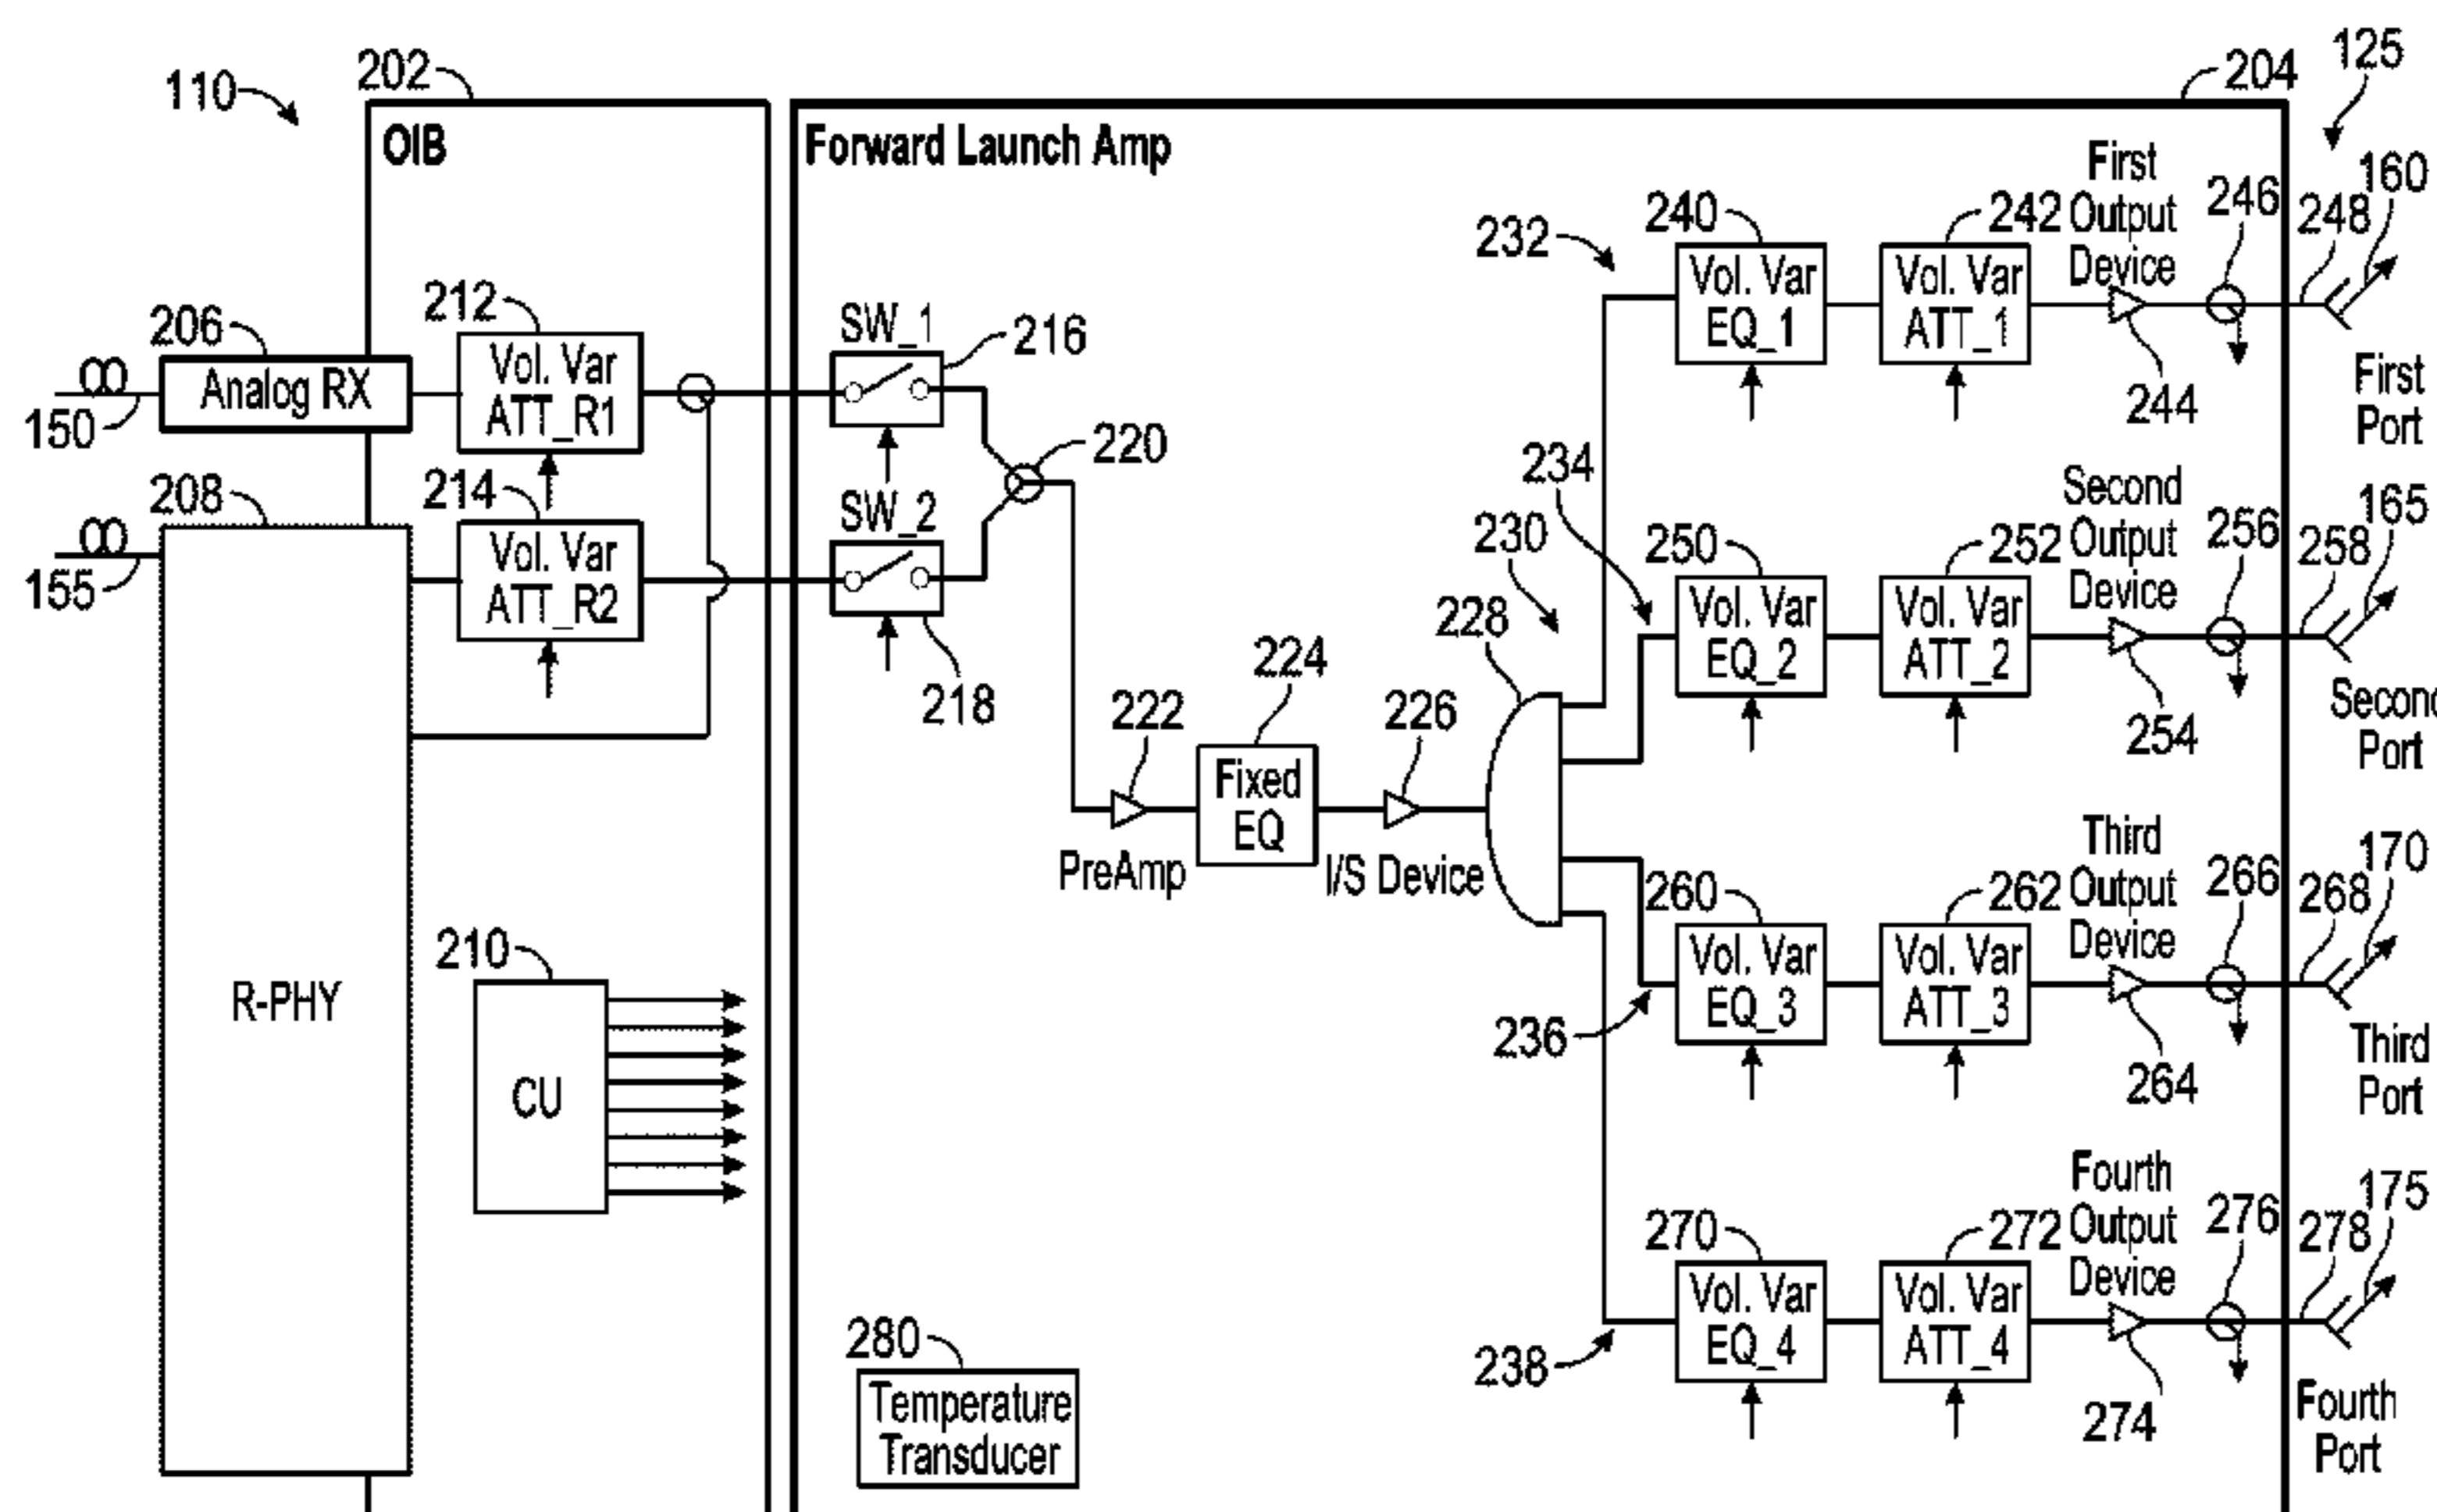 110
202
OIB
204
125
Forward Launch Amp
206
Analog RX
150
212
Vol. Var
ATT_R1
208
155
R-PHY
214
Vol. Var
ATT_R2
210
CU
SW_1
216
220
SW_2
218
222
PreAmp
224
Fixed
EQ
226
I/S Device
228
230
232
240
Vol. Var
EQ_1
242
Vol. Var
ATT_1
First
Output
Device
244
246
248
160
First
Port
234
250
Vol. Var
EQ_2
252
Vol. Var
ATT_2
Second
Output
Device
254
256
258
165
Second
Port
236
260
Vol. Var
EQ_3
262
Vol. Var
ATT_3
Third
Output
Device
264
266
268
170
Third
Port
238
270
Vol. Var
EQ_4
272
Vol. Var
ATT_4
Fourth
Output
Device
274
276
278
175
Fourth
Port
280
Temperature
Transducer